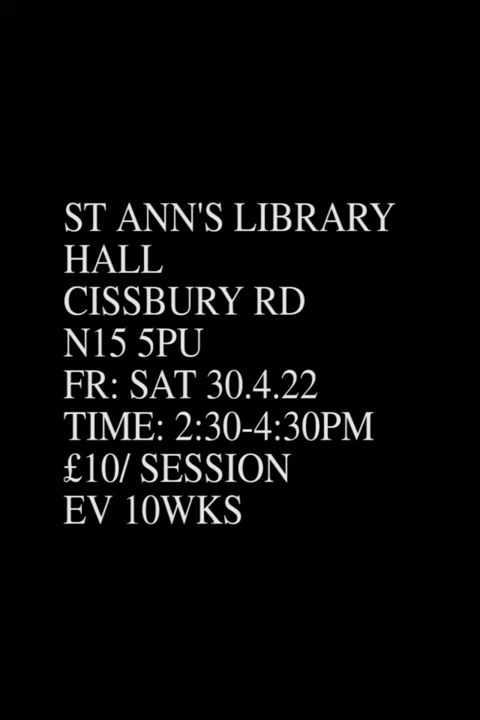 ST ANN'S LIBRARY
HALL
CISSBURY RD
N15 5PU
FR: SAT 30.4.22
TIME: 2:30-4:30PM
£10/ SESSION
EV 10WKS